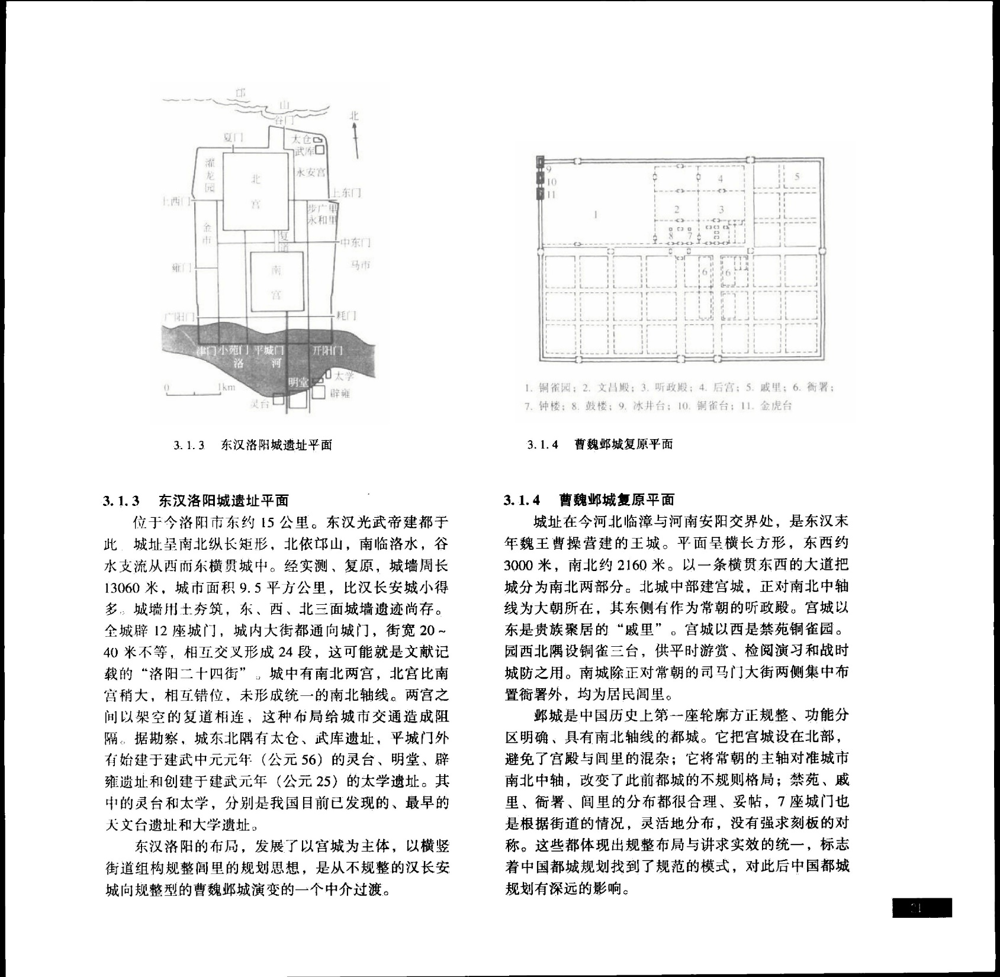 邙
山
谷门
北
夏门
太仓
武库
濯
龙
园
北
宫
永安宫
上西门
上东门
步广里
永和里
金
市
复
道
中东门
雍门
马市
南
宫
广阳门
耗门
津门 小苑门 平城门 开阳门
洛 河
明堂
太学
辟雍
灵台
0 1km
3.1.3 东汉洛阳城遗址平面
9
10
11
1
2
3
4
5
6
6
7
8
1. 铜雀园；2. 文昌殿；3. 听政殿；4. 后宫；5. 戚里；6. 衙署；
7. 钟楼；8. 鼓楼；9. 冰井台；10. 铜雀台；11. 金虎台
3.1.4 曹魏邺城复原平面
3.1.3 东汉洛阳城遗址平面
位于今洛阳市东约 15 公里。东汉光武帝建都于
此 城址呈南北纵长矩形，北依邙山，南临洛水，谷
水支流从西而东横贯城中。经实测、复原，城墙周长
13060 米，城市面积 9.5 平方公里，比汉长安城小得
多。城墙用土夯筑，东、西、北三面城墙遗迹尚存。
全城辟 12 座城门，城内大街都通向城门，街宽 20～
40 米不等，相互交叉形成 24 段，这可能就是文献记
载的“洛阳二十四街”。城中有南北两宫，北宫比南
宫稍大，相互错位，未形成统一的南北轴线。两宫之
间以架空的复道相连，这种布局给城市交通造成阻
隔。据勘察，城东北隅有太仓、武库遗址，平城门外
有始建于建武中元元年（公元 56）的灵台、明堂、辟
雍遗址和创建于建武元年（公元 25）的太学遗址。其
中的灵台和太学，分别是我国目前已发现的、最早的
天文台遗址和大学遗址。
东汉洛阳的布局，发展了以宫城为主体，以横竖
街道组构规整闾里的规划思想，是从不规整的汉长安
城向规整型的曹魏邺城演变的一个中介过渡。
3.1.4 曹魏邺城复原平面
城址在今河北临漳与河南安阳交界处，是东汉末
年魏王曹操营建的王城。平面呈横长方形，东西约
3000 米，南北约 2160 米。以一条横贯东西的大道把
城分为南北两部分。北城中部建宫城，正对南北中轴
线为大朝所在，其东侧有作为常朝的听政殿。宫城以
东是贵族聚居的“戚里”。宫城以西是禁苑铜雀园。
园西北隅设铜雀三台，供平时游赏、检阅演习和战时
城防之用。南城除正对常朝的司马门大街两侧集中布
置衙署外，均为居民闾里。
邺城是中国历史上第一座轮廓方正规整、功能分
区明确、具有南北轴线的都城。它把宫城设在北部，
避免了宫殿与闾里的混杂；它将常朝的主轴对准城市
南北中轴，改变了此前都城的不规则格局；禁苑、戚
里、衙署、闾里的分布都很合理、妥帖，7 座城门也
是根据街道的情况，灵活地分布，没有强求刻板的对
称。这些都体现出规整布局与讲求实效的统一，标志
着中国都城规划找到了规范的模式，对此后中国都城
规划有深远的影响。